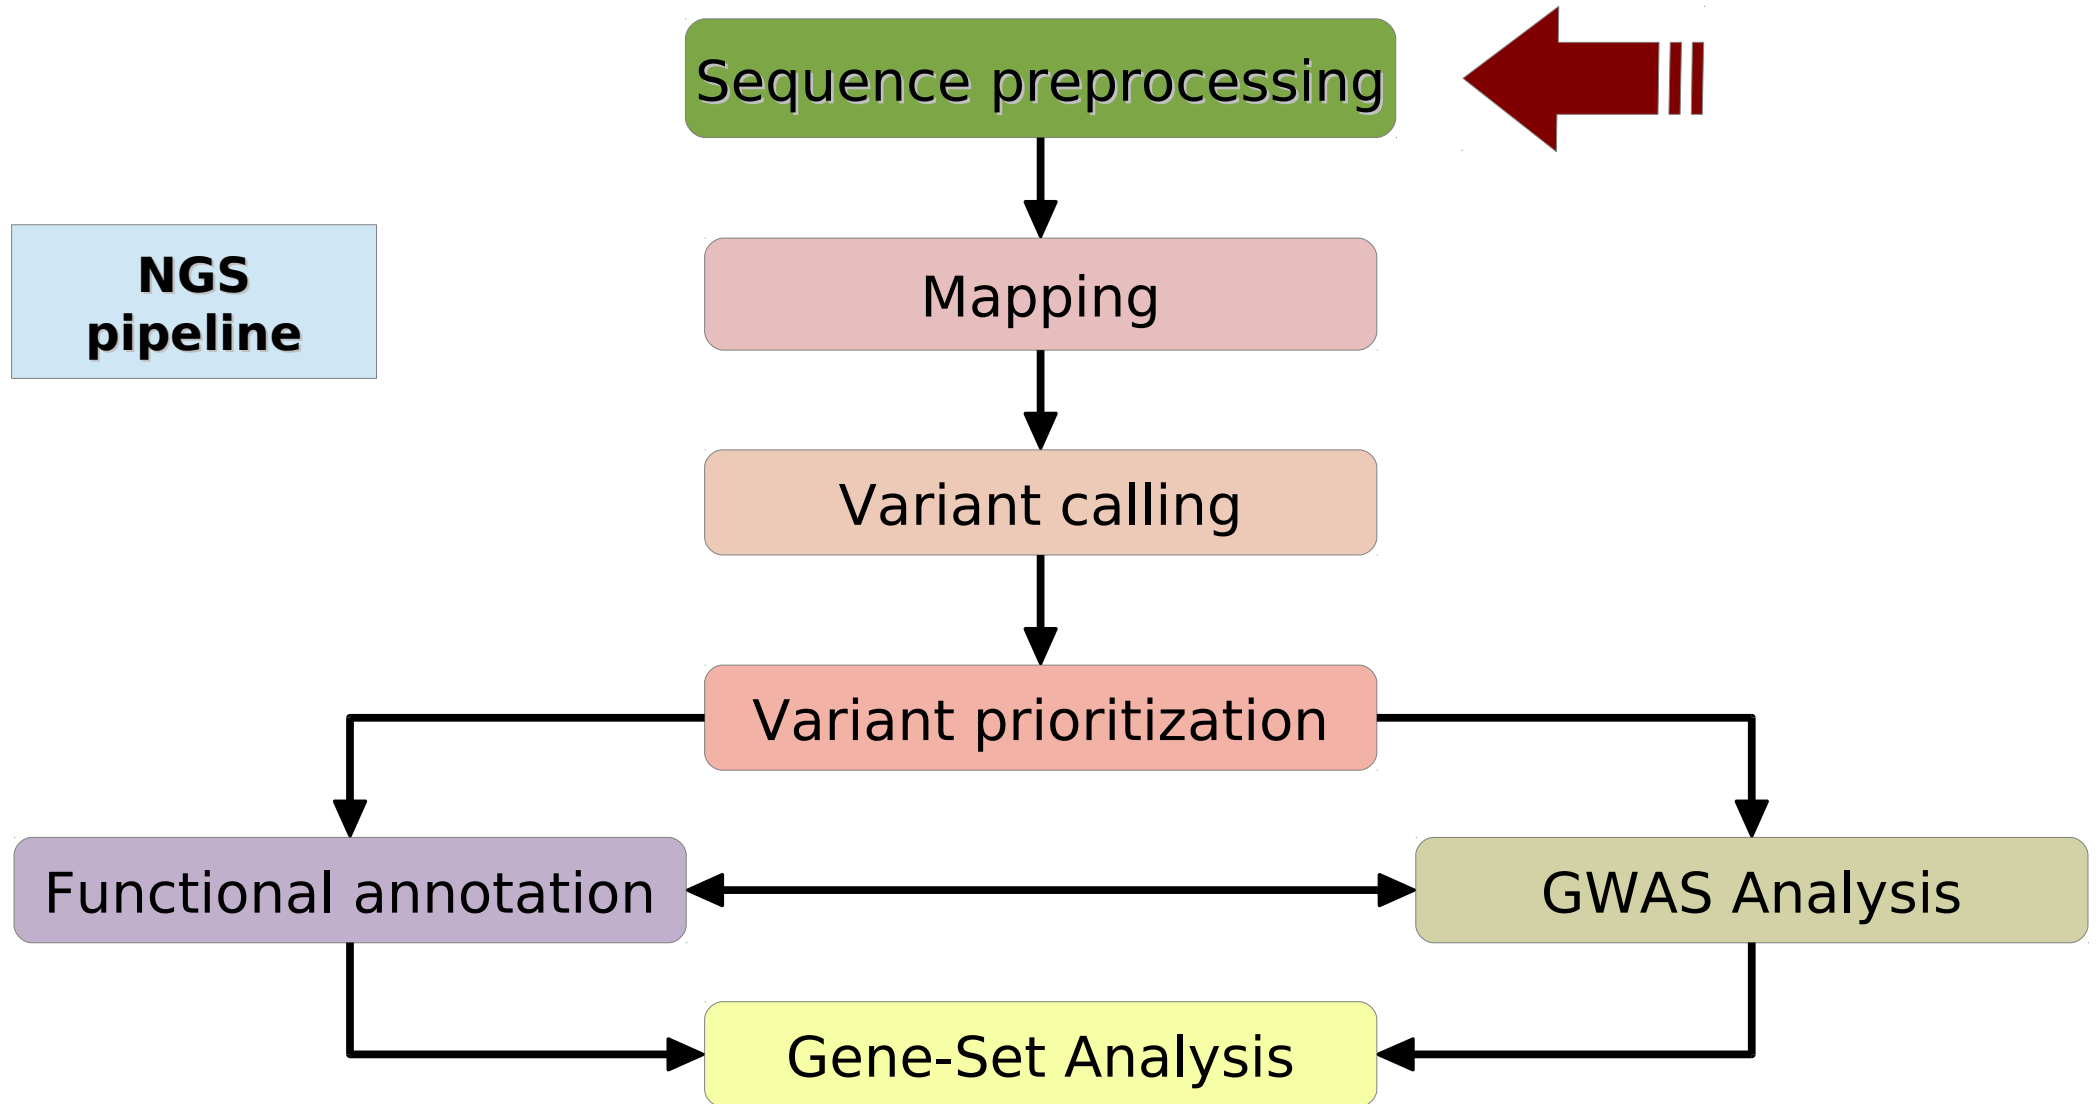 Sequence preprocessing
NGS
pipeline
Mapping
Variant calling
Variant prioritization
Functional annotation
GWAS Analysis
Gene-Set Analysis